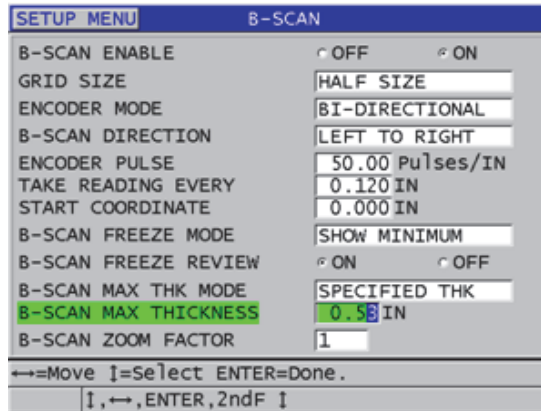 SETUP MENU B-SCAN
B-SCAN ENABLE OFF ON
GRID SIZE HALF SIZE
ENCODER MODE BI-DIRECTIONAL
B-SCAN DIRECTION LEFT TO RIGHT
ENCODER PULSE 50.00 Pulses/IN
TAKE READING EVERY 0.120 IN
START COORDINATE 0.000 IN
B-SCAN FREEZE MODE SHOW MINIMUM
B-SCAN FREEZE REVIEW ON OFF
B-SCAN MAX THK MODE SPECIFIED THK
B-SCAN MAX THICKNESS 0.53 IN
B-SCAN ZOOM FACTOR 1
↔=Move ↕=Select ENTER=Done.
↕,↔,ENTER,2ndF ↕